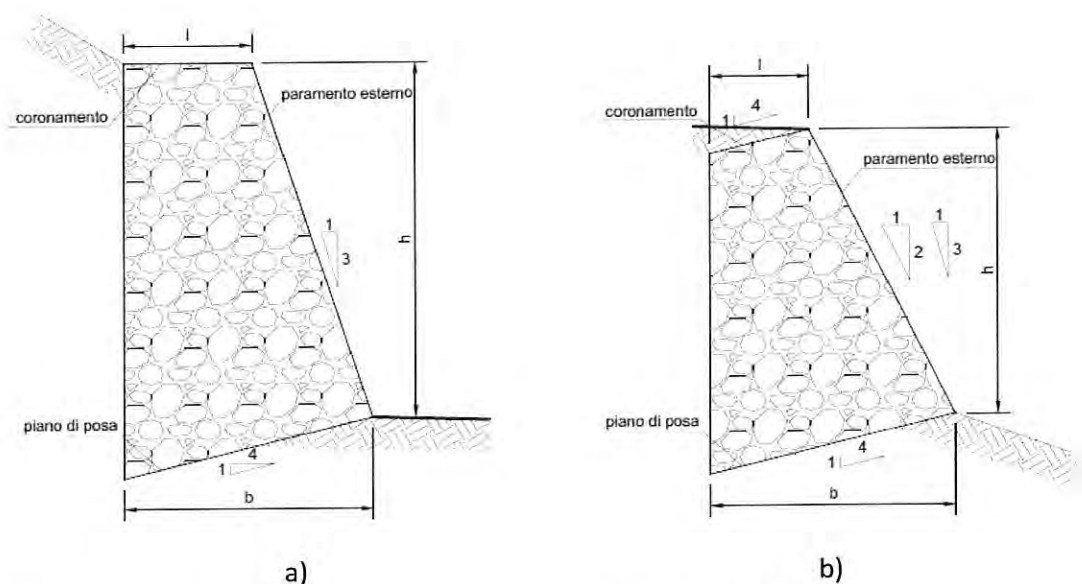 l
coronamento
paramento esterno
1
3
h
piano di posa
4
1
b
a)
l
4
1
coronamento
paramento esterno
1
2
1
3
h
piano di posa
4
1
b
b)